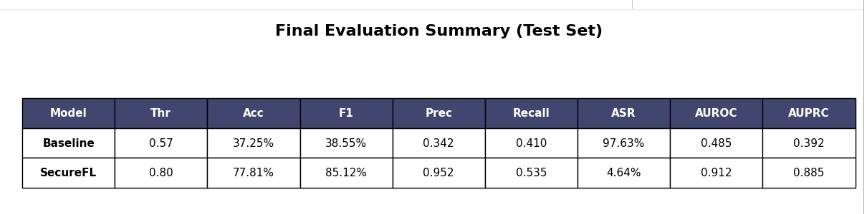 Final Evaluation Summary (Test Set)
Model Thr Acc F1 Prec Recall ASR AUROC AUPRC
Baseline 0.57 37.25% 38.55% 0.342 0.410 97.63% 0.485 0.392
SecureFL 0.80 77.81% 85.12% 0.952 0.535 4.64% 0.912 0.885